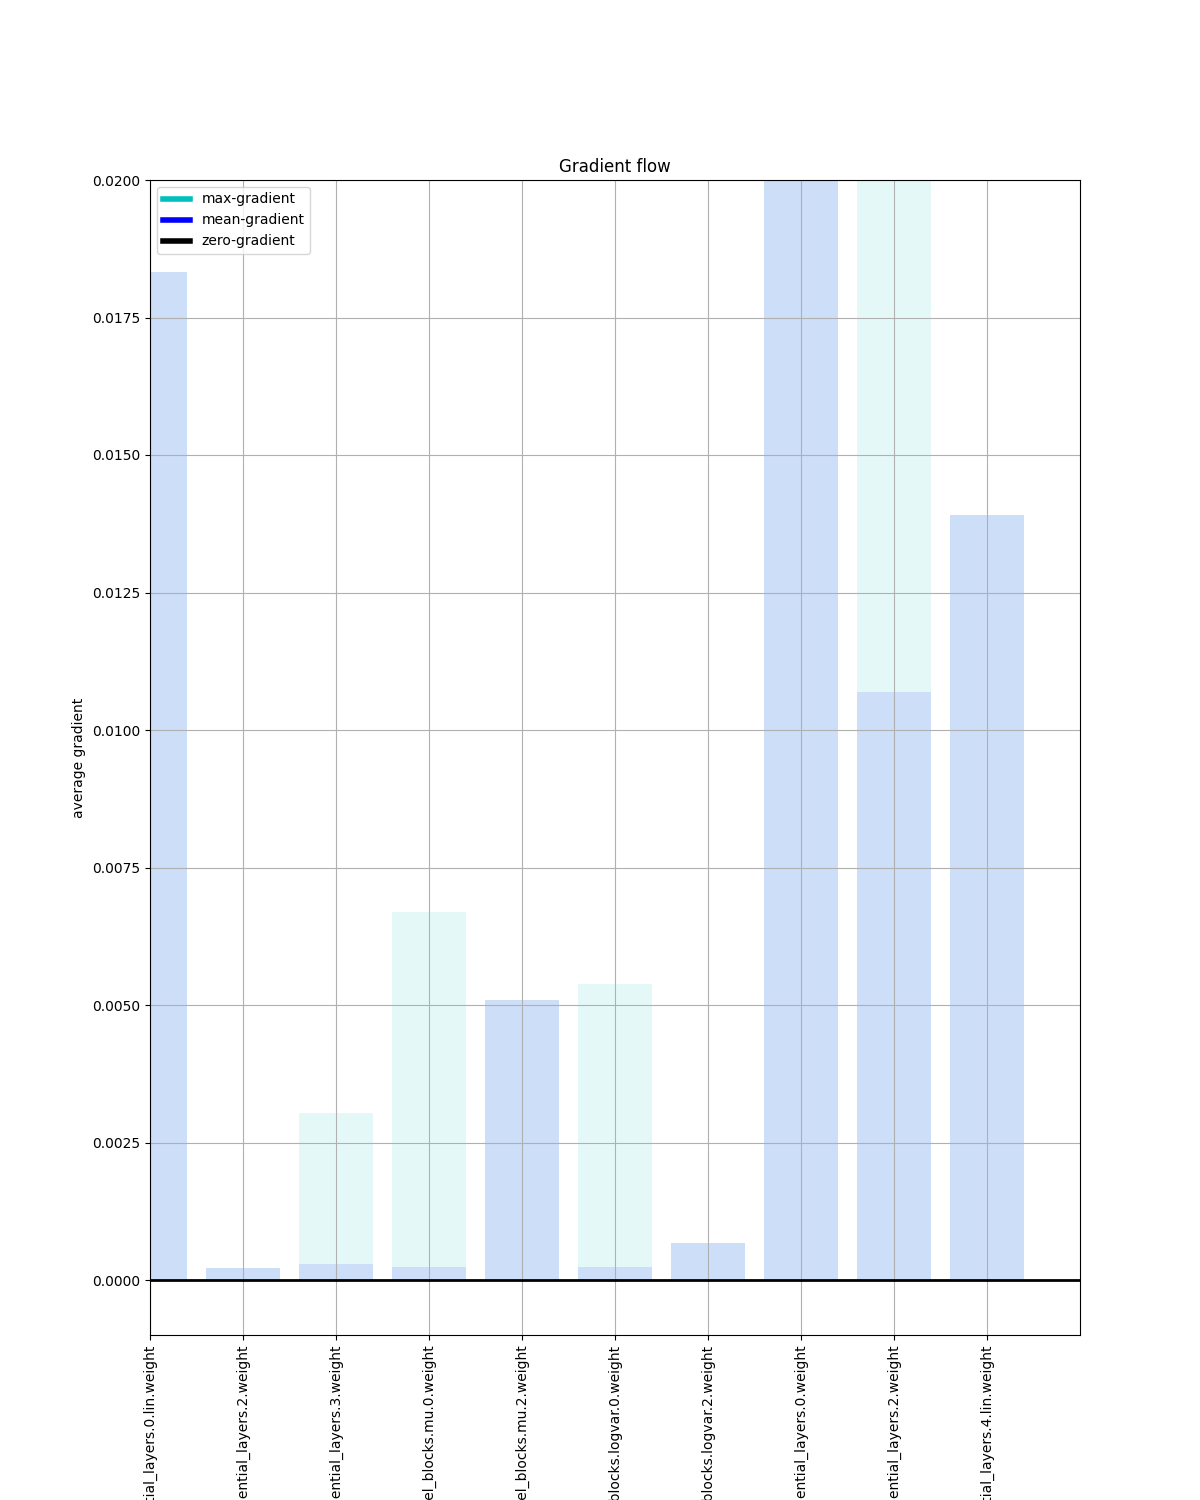 Gradient flow
max-gradient
mean-gradient
zero-gradient
0.0200
0.0175
0.0150
0.0125
0.0100
0.0075
0.0050
0.0025
0.0000
average gradient
tial_layers.0.lin.weight
ential_layers.2.weight
ential_layers.3.weight
el_blocks.mu.0.weight
el_blocks.mu.2.weight
blocks.logvar.0.weight
blocks.logvar.2.weight
ential_layers.0.weight
ential_layers.2.weight
tial_layers.4.lin.weight